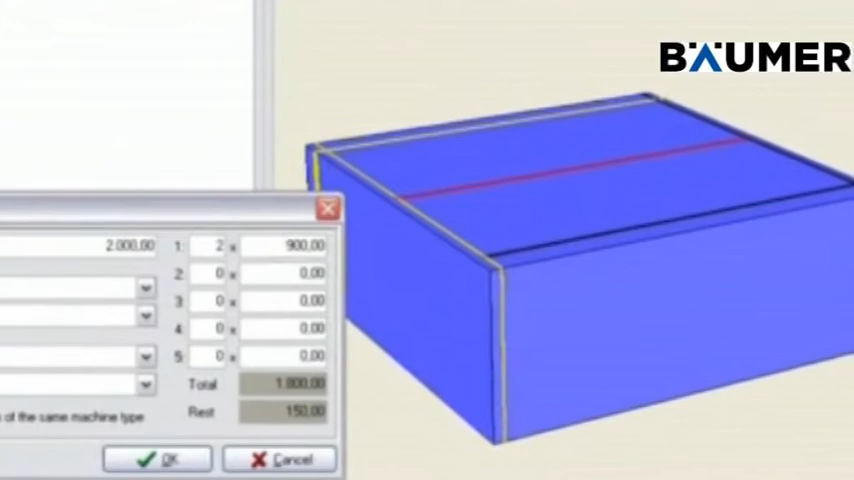 BÄUMER
2.000,00 1: 2 x 900,00
2: 0 x 0,00
3: 0 x 0,00
4: 0 x 0,00
5: 0 x 0,00
Total 1.800,00
Rest 150,00
s of the same machine type
OK Cancel